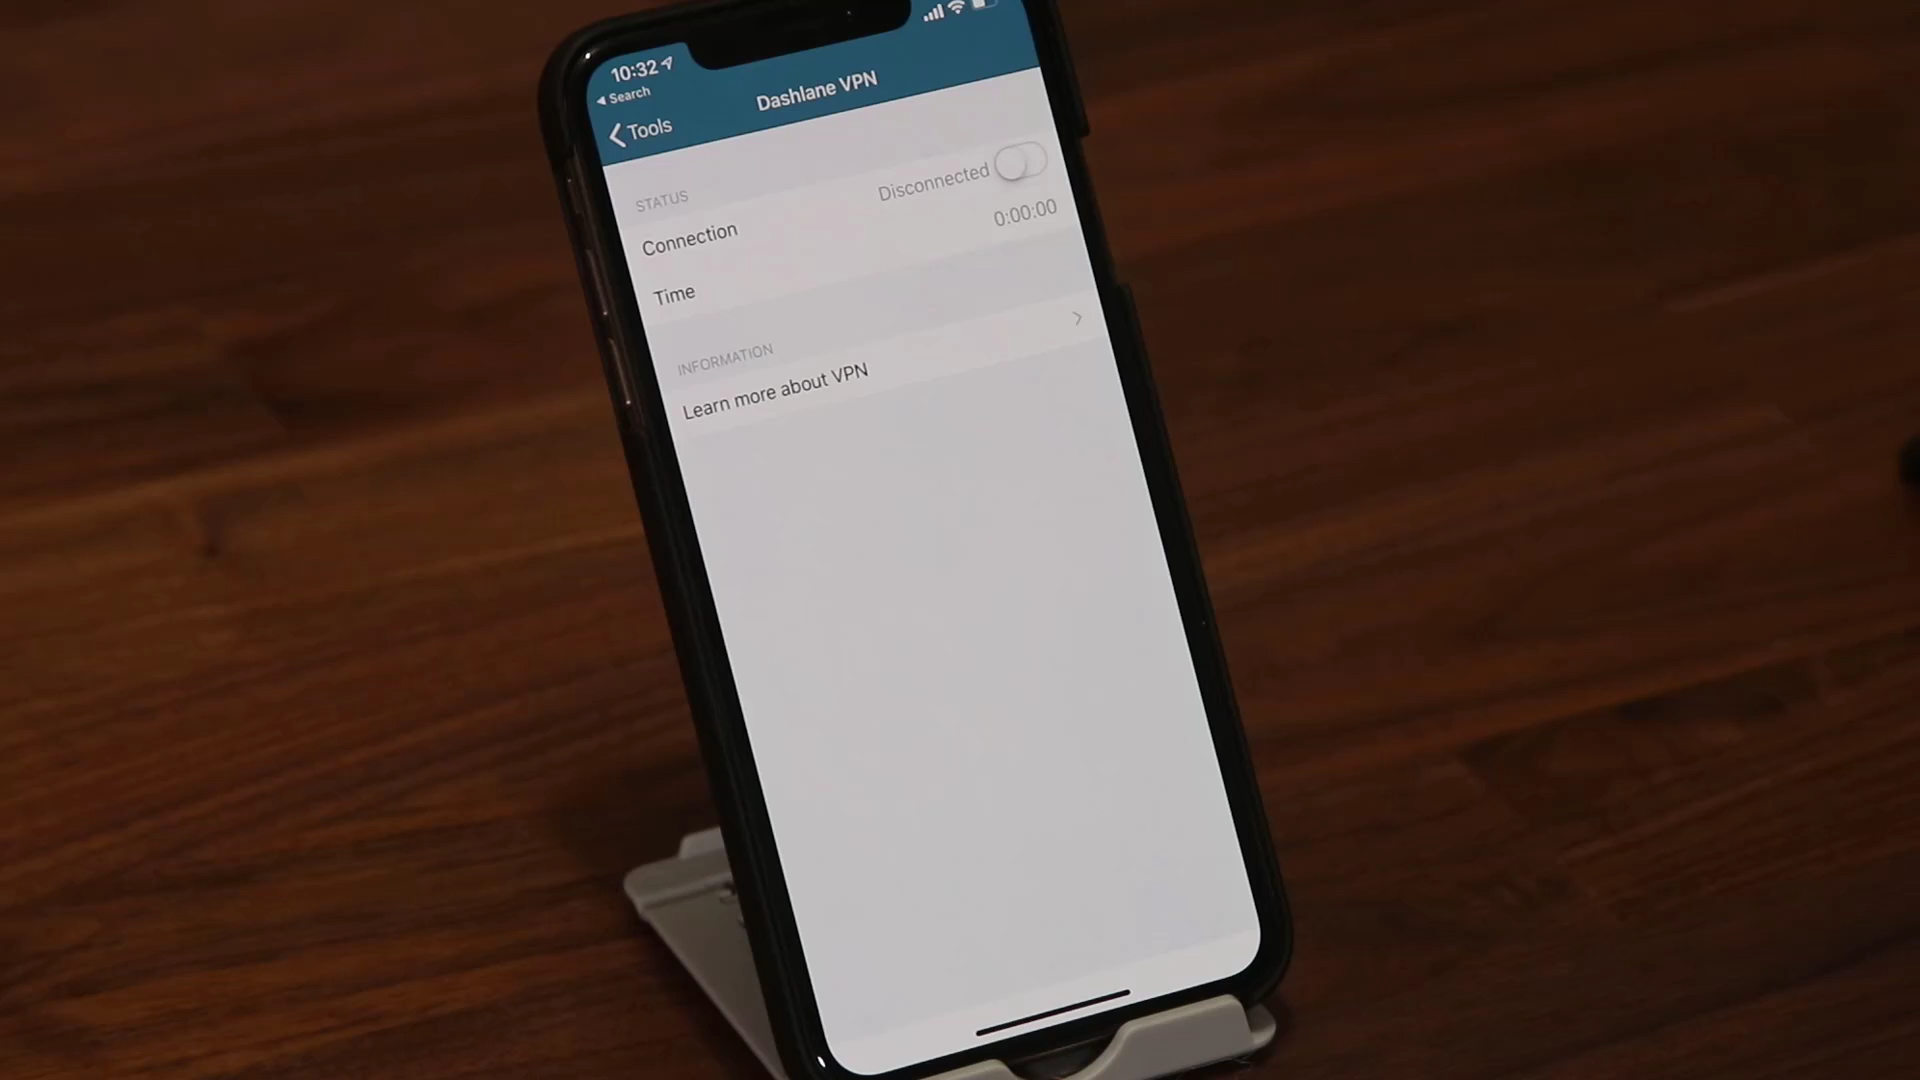 10:32
Search
Tools
Dashlane VPN
STATUS
Connection Disconnected
Time 0:00:00
INFORMATION
Learn more about VPN